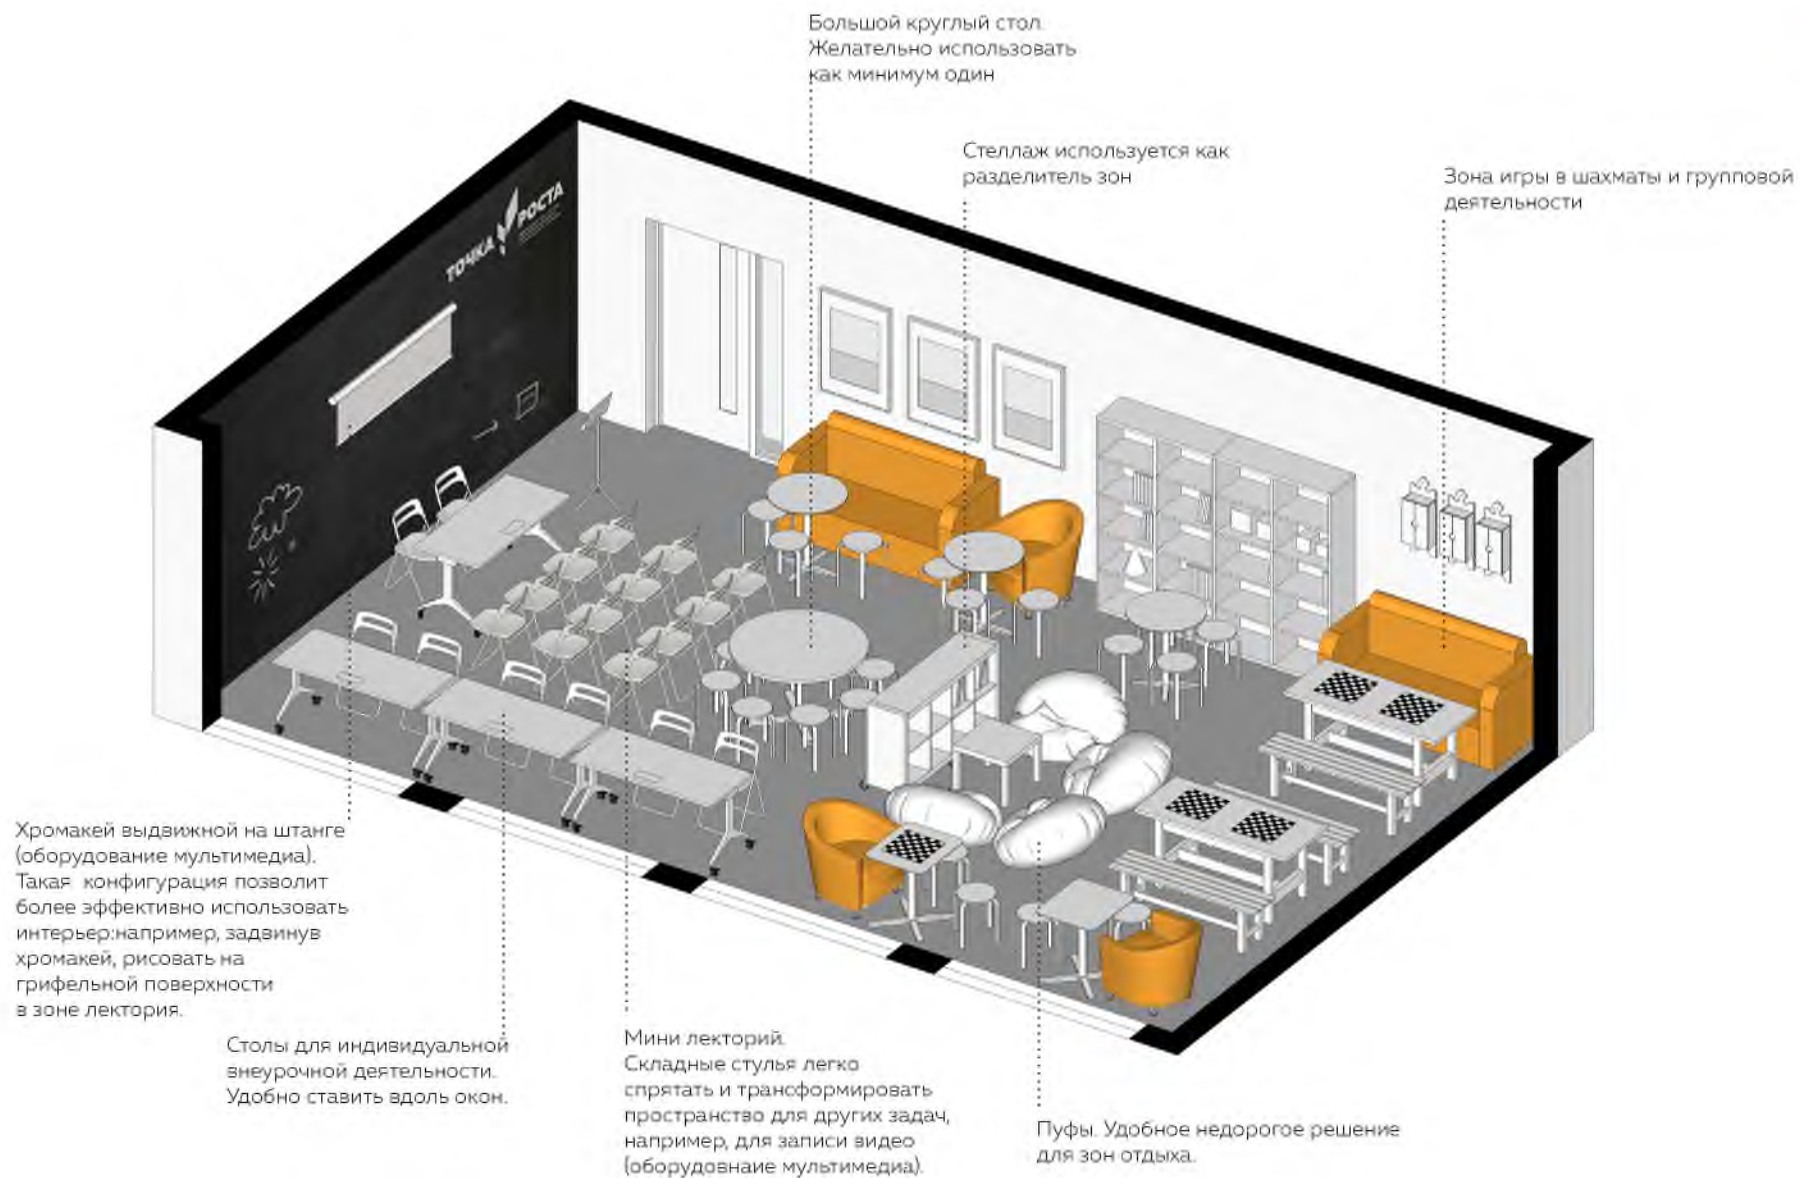 Большой круглый стол.
Желательно использовать
как минимум один
Стеллаж используется как
разделитель зон
Зона игры в шахматы и групповой
деятельности
ТОЧКА РОСТА
Хромакей выдвижной на штанге
(оборудование мультимедиа).
Такая конфигурация позволит
более эффективно использовать
интерьер:например, задвинув
хромакей, рисовать на
грифельной поверхности
в зоне лектория.
Столы для индивидуальной
внеурочной деятельности.
Удобно ставить вдоль окон.
Мини лекторий.
Складные стулья легко
спрятать и трансформировать
пространство для других задач,
например, для записи видео
(оборудовнаие мультимедиа).
Пуфы. Удобное недорогое решение
для зон отдыха.